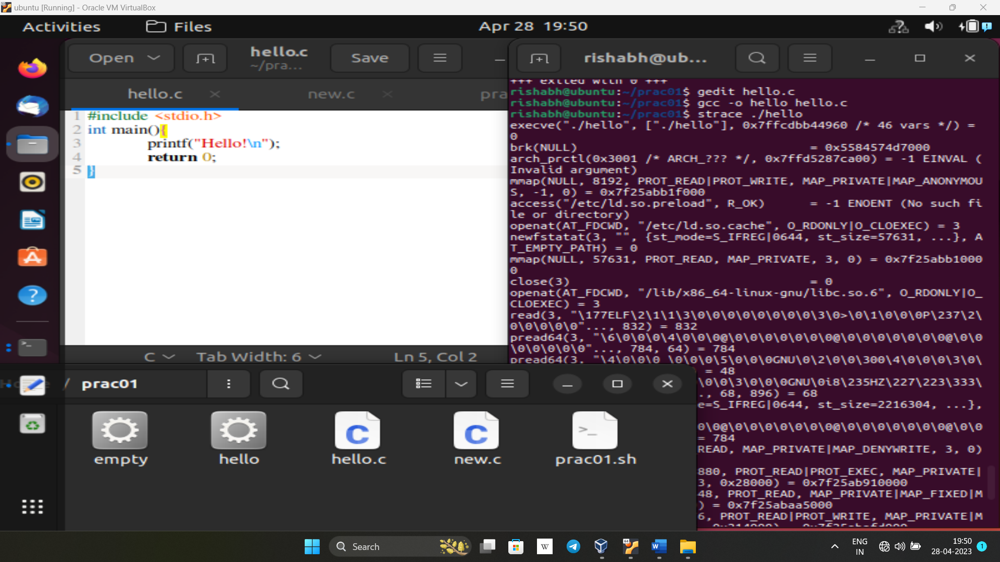 ubuntu [Running] - Oracle VM VirtualBox
Activities
Files
Apr 28 19:50
Open
hello.c
~/pra...
Save
hello.c
new.c
pra
1 #include <stdio.h>
2 int main(){
3 printf("Hello!\n");
4 return 0;
5 }
C
Tab Width: 6
Ln 5, Col 2
rishabh@ub...
+++ exited with 0 +++
rishabh@ubuntu:~/prac01$ gedit hello.c
rishabh@ubuntu:~/prac01$ gcc -o hello hello.c
rishabh@ubuntu:~/prac01$ strace ./hello
execve("./hello", ["./hello"], 0x7ffcdbb44960 /* 46 vars */) =
0
brk(NULL) = 0x5584574d7000
arch_prctl(0x3001 /* ARCH_??? */, 0x7ffd5287ca00) = -1 EINVAL (
Invalid argument)
mmap(NULL, 8192, PROT_READ|PROT_WRITE, MAP_PRIVATE|MAP_ANONYMOU
S, -1, 0) = 0x7f25abb1f000
access("/etc/ld.so.preload", R_OK) = -1 ENOENT (No such fi
le or directory)
openat(AT_FDCWD, "/etc/ld.so.cache", O_RDONLY|O_CLOEXEC) = 3
newfstatat(3, "", {st_mode=S_IFREG|0644, st_size=57631, ...}, A
T_EMPTY_PATH) = 0
mmap(NULL, 57631, PROT_READ, MAP_PRIVATE, 3, 0) = 0x7f25abb1000
0
close(3) = 0
openat(AT_FDCWD, "/lib/x86_64-linux-gnu/libc.so.6", O_RDONLY|O_
CLOEXEC) = 3
read(3, "\177ELF\2\1\1\3\0\0\0\0\0\0\0\0\3\0>\0\1\0\0\0P\237\2\
0\0\0\0\0"..., 832) = 832
pread64(3, "\6\0\0\0\4\0\0\0@\0\0\0\0\0\0\0@\0\0\0\0\0\0\0@\0\0
\0\0\0\0\0"..., 784, 64) = 784
pread64(3, "\4\0\0\0 \0\0\0\5\0\0\0GNU\0\2\0\0\300\4\0\0\0\3\0\
= 48
\0\0\3\0\0\0GNU\0i8\235HZ\227\223\333\
., 68, 896) = 68
e=S_IFREG|0644, st_size=2216304, ...},
0\0@\0\0\0\0\0\0\0@\0\0\0\0\0\0\0@\0\0
= 784
READ, MAP_PRIVATE|MAP_DENYWRITE, 3, 0)
880, PROT_READ|PROT_EXEC, MAP_PRIVATE|
3, 0x28000) = 0x7f25ab910000
48, PROT_READ, MAP_PRIVATE|MAP_FIXED|M
) = 0x7f25abaa5000
6, PROT_READ|PROT_WRITE, MAP_PRIVATE|M
/ prac01
empty
hello
hello.c
new.c
prac01.sh
Search
ENG
IN
19:50
28-04-2023
1